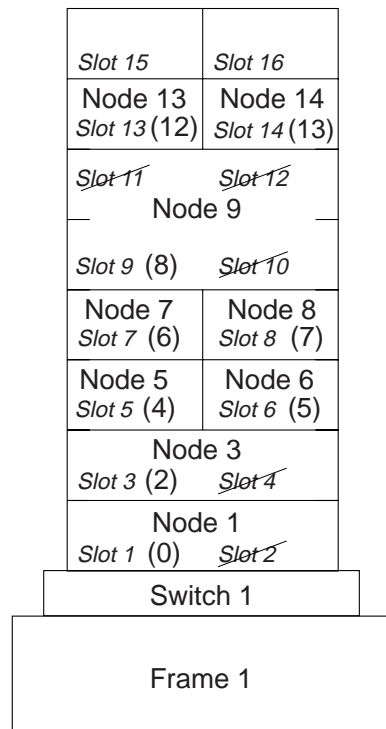 Slot 15 Slot 16
Node 13 Node 14
Slot 13 (12) Slot 14 (13)
Slot 11 Slot 12
Node 9
Slot 9 (8) Slot 10
Node 7 Node 8
Slot 7 (6) Slot 8 (7)
Node 5 Node 6
Slot 5 (4) Slot 6 (5)
Node 3
Slot 3 (2) Slot 4
Node 1
Slot 1 (0) Slot 2
Switch 1
Frame 1